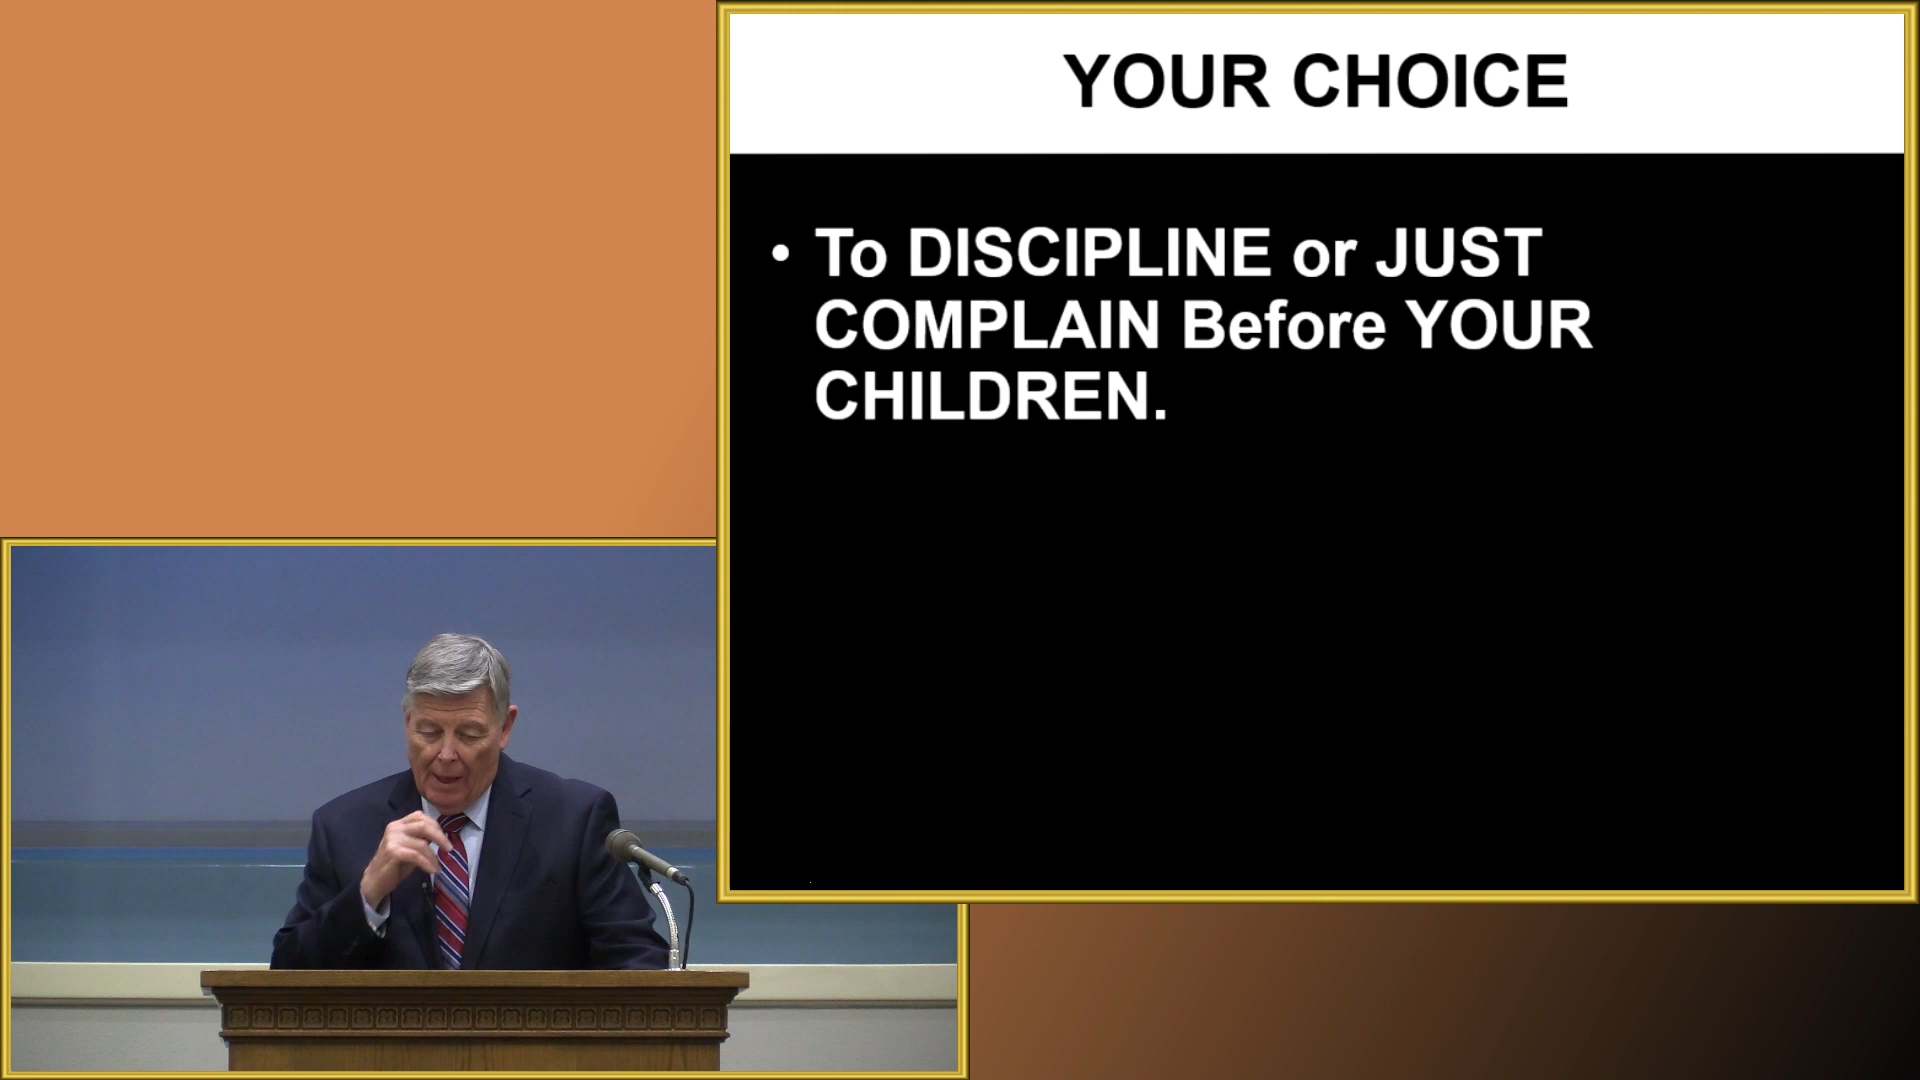 YOUR CHOICE
• To DISCIPLINE or JUST
COMPLAIN Before YOUR
CHILDREN.